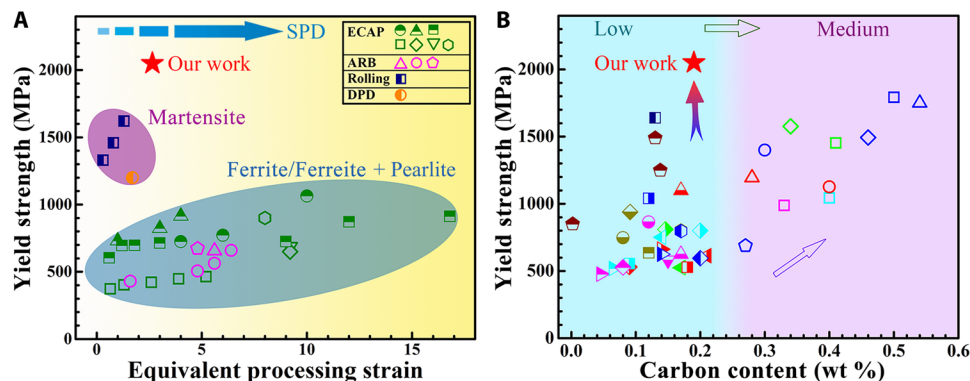 A
SPD
Our work
Martensite
Ferrite/Ferreite + Pearlite
ECAP
ARB
Rolling
DPD
2000
1500
1000
500
0
0
5
10
15
Yield strength (MPa)
Equivalent processing strain
B
Low
Medium
Our work
2000
1500
1000
500
0
0.0
0.1
0.2
0.3
0.4
0.5
0.6
Yield strength (MPa)
Carbon content (wt %)